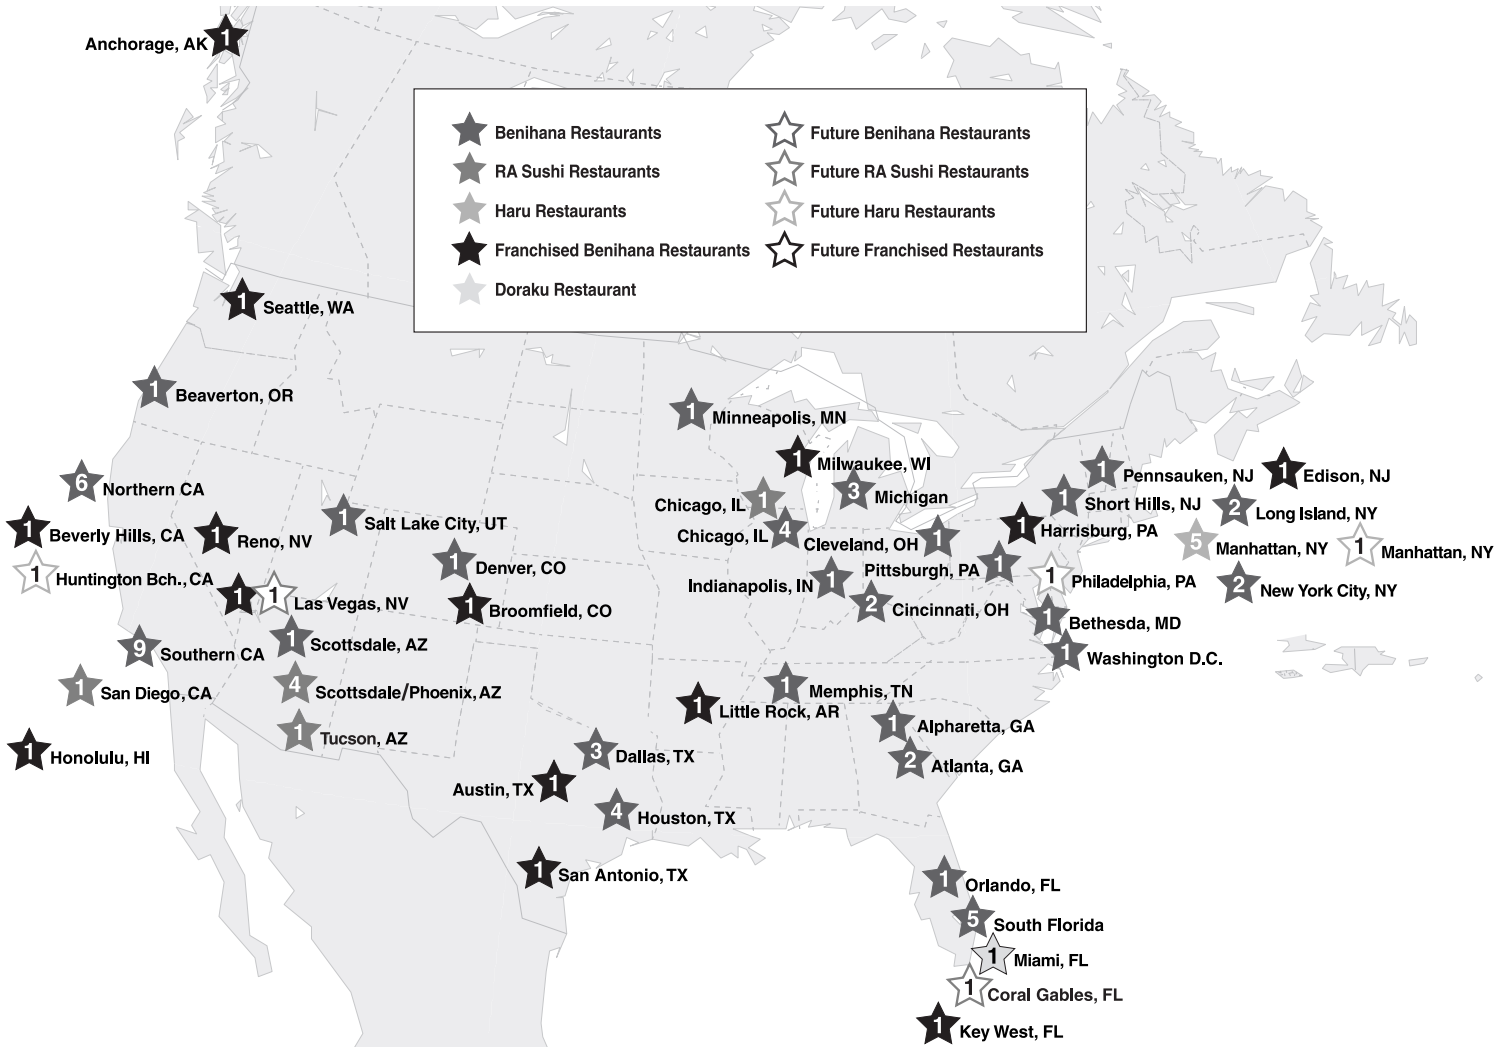 1 Anchorage, AK
Benihana Restaurants
RA Sushi Restaurants
Haru Restaurants
Franchised Benihana Restaurants
Doraku Restaurant
Future Benihana Restaurants
Future RA Sushi Restaurants
Future Haru Restaurants
Future Franchised Restaurants
1 Seattle, WA
1 Beaverton, OR
1 Minneapolis, MN
1 Milwaukee, WI
3 Michigan
6 Northern CA
1 Beverly Hills, CA
1 Huntington Bch., CA
1 Reno, NV
1 Salt Lake City, UT
1 Denver, CO
1 1 Las Vegas, NV
1 Broomfield, CO
9 Southern CA
1 Scottsdale, AZ
1 San Diego, CA
4 Scottsdale/Phoenix, AZ
1 Tucson, AZ
1 Honolulu, HI
Chicago, IL 1
Chicago, IL 4
Cleveland, OH 1
Indianapolis, IN 1
Pittsburgh, PA 1
2 Cincinnati, OH
1 Pennsauken, NJ
1 Edison, NJ
1 Short Hills, NJ
2 Long Island, NY
1 Harrisburg, PA
5 Manhattan, NY
1 Manhattan, NY
1 Philadelphia, PA
2 New York City, NY
1 Bethesda, MD
1 Washington D.C.
1 Memphis, TN
1 Little Rock, AR
1 Alpharetta, GA
2 Atlanta, GA
3 Dallas, TX
Austin, TX 1
4 Houston, TX
1 San Antonio, TX
1 Orlando, FL
5 South Florida
1 Miami, FL
1 Coral Gables, FL
1 Key West, FL